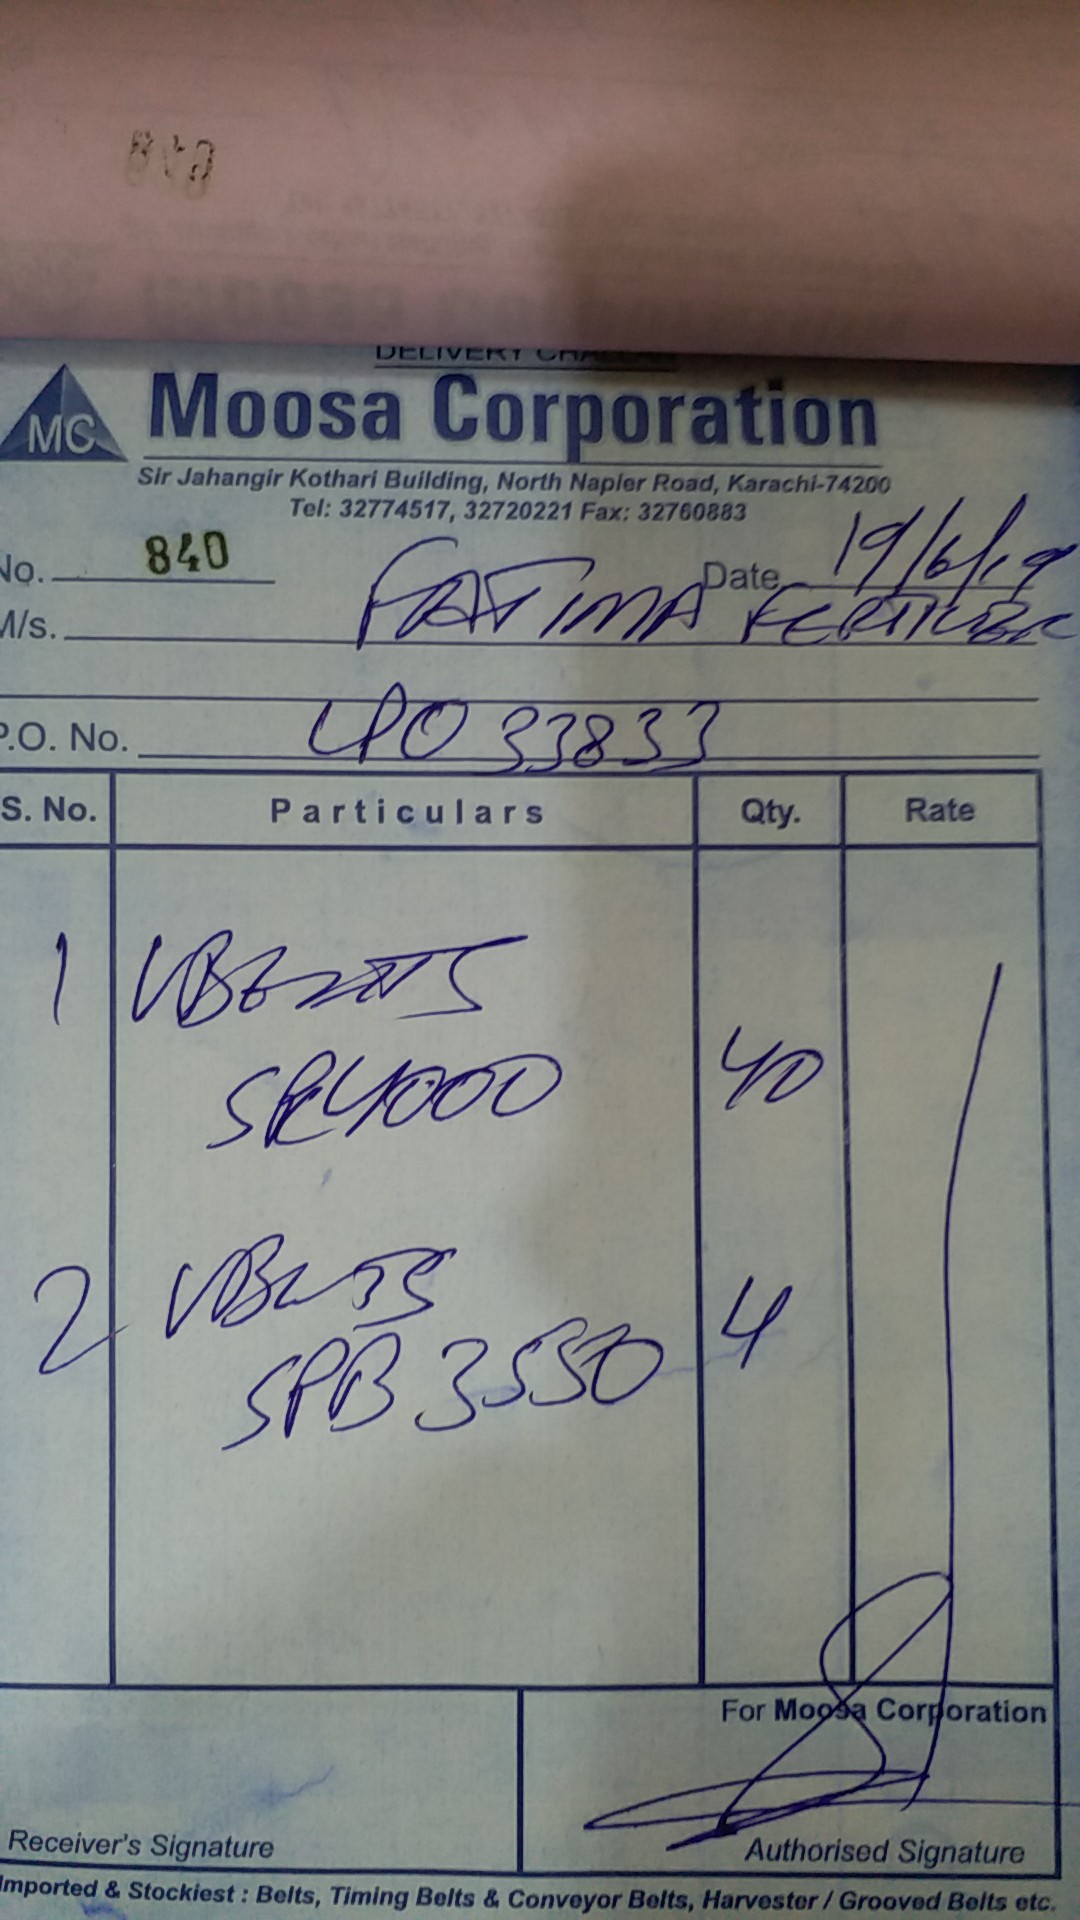 DELIVERY CHALLAN
MC
Moosa Corporation
Sir Jahangir Kothari Building, North Napier Road, Karachi-74200
Tel: 32774517, 32720221 Fax: 32760883
No. 840 Date 19/6/19
M/s. FATIMA FERTILIZER
P.O. No. LPO 33833
S. No. Particulars Qty. Rate
1 VBELTS
SPC4000 40
2 VBELTS
SPB 3550 4
For Moosa Corporation
Receiver's Signature Authorised Signature
Imported & Stockiest : Belts, Timing Belts & Conveyor Belts, Harvester / Grooved Belts etc.